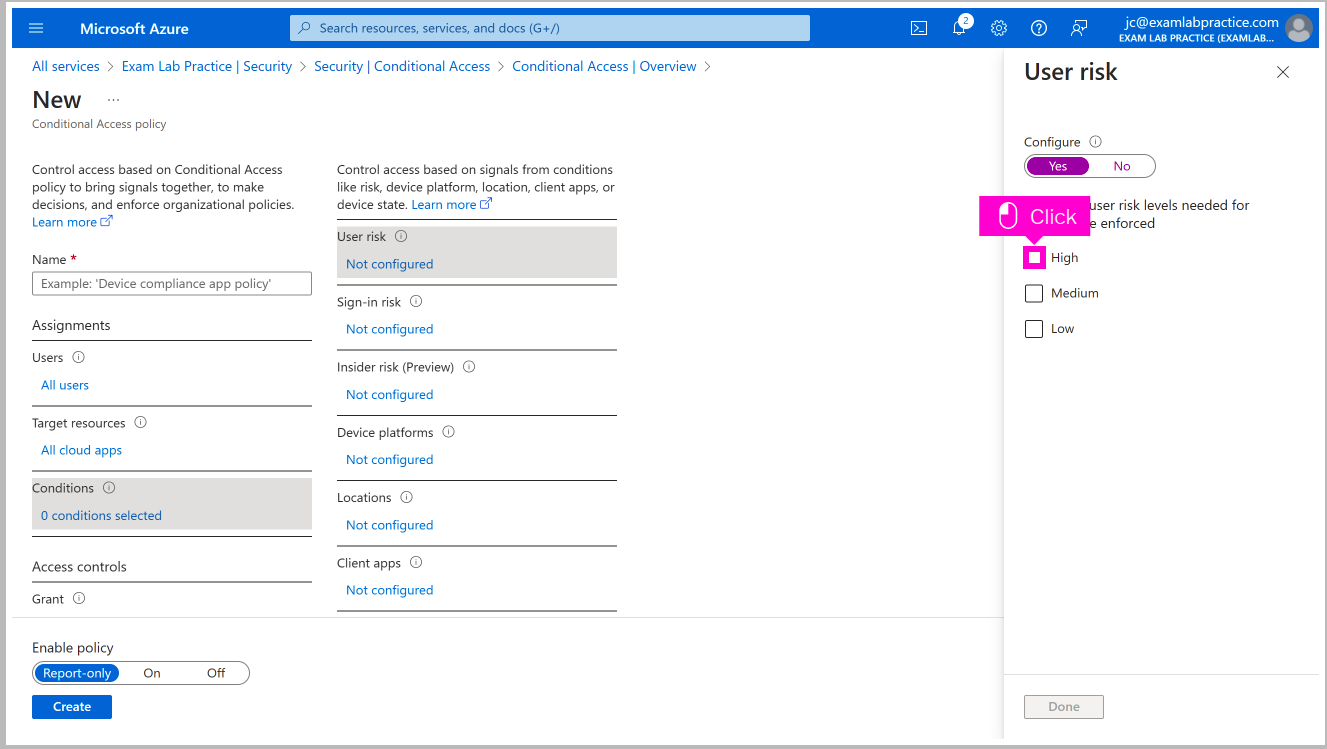 Microsoft Azure
Search resources, services, and docs (G+/)
2
jc@examlabpractice.com
EXAM LAB PRACTICE (EXAMLAB...
All services > Exam Lab Practice | Security > Security | Conditional Access > Conditional Access | Overview >
New ...
Conditional Access policy
Control access based on Conditional Access
policy to bring signals together, to make
decisions, and enforce organizational policies.
Learn more
Name *
Example: 'Device compliance app policy'
Assignments
Users
All users
Target resources
All cloud apps
Conditions
0 conditions selected
Access controls
Grant
Control access based on signals from conditions
like risk, device platform, location, client apps, or
device state. Learn more
User risk
Not configured
Sign-in risk
Not configured
Insider risk (Preview)
Not configured
Device platforms
Not configured
Locations
Not configured
Client apps
Not configured
Enable policy
Report-only On Off
Create
User risk
Configure
Yes No
user risk levels needed for
enforced
Click
High
Medium
Low
Done